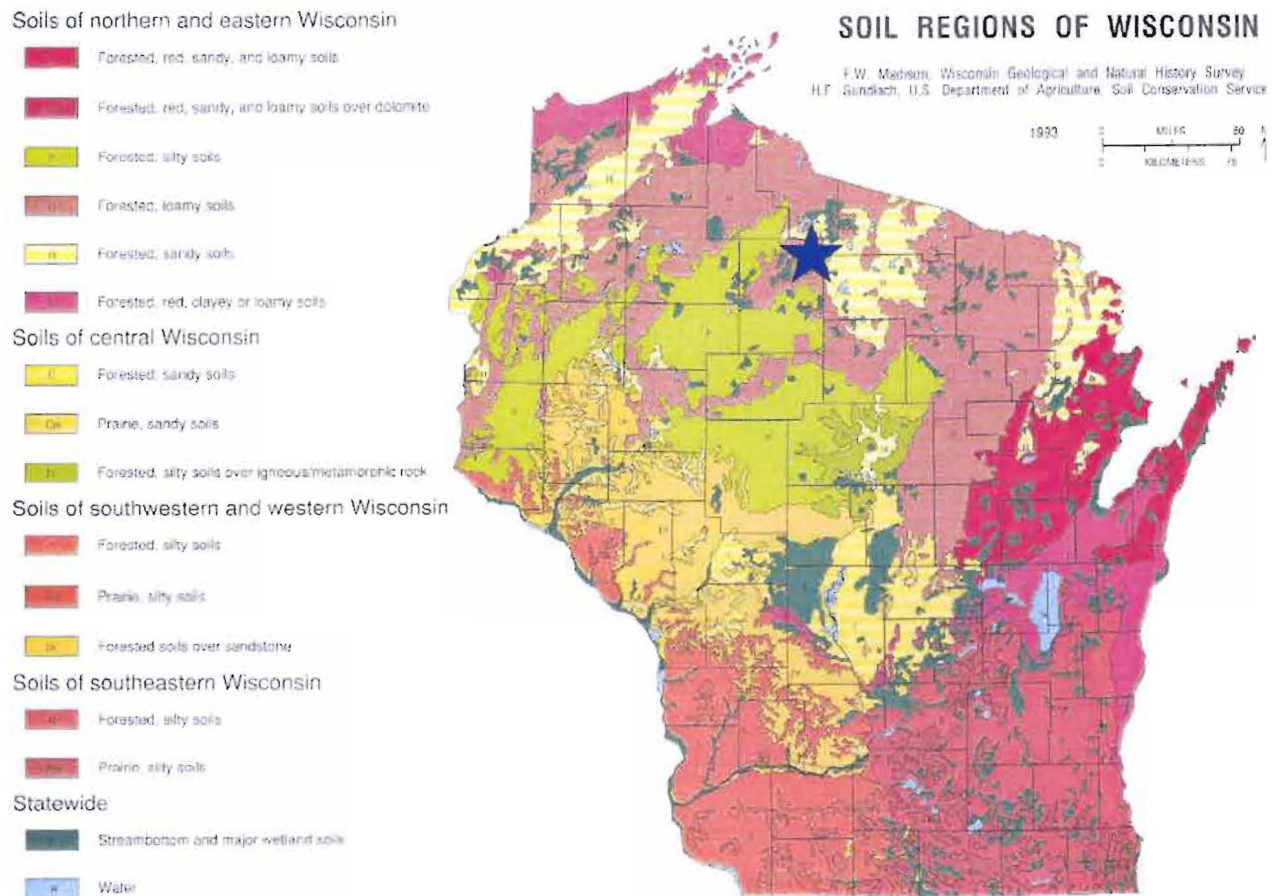 Soils of northern and eastern Wisconsin
Forested, red, sandy, and loamy soils
Forested, red, sandy, and loamy soils over dolomite
Forested, silty soils
Forested, loamy soils
Forested, sandy soils
Forested, red, clayey or loamy soils
Soils of central Wisconsin
Forested, sandy soils
Prairie, sandy soils
Forested, silty soils over igneous/metamorphic rock
Soils of southwestern and western Wisconsin
Forested, silty soils
Prairie, silty soils
Forested soils over sandstone
Soils of southeastern Wisconsin
Forested, silty soils
Prairie, silty soils
Statewide
Streambottom and major wetland soils
Water
SOIL REGIONS OF WISCONSIN
F.W. Madison, Wisconsin Geological and Natural History Survey
H.F. Gundlach, U.S. Department of Agriculture, Soil Conservation Service
1993
MILES
KILOMETERS